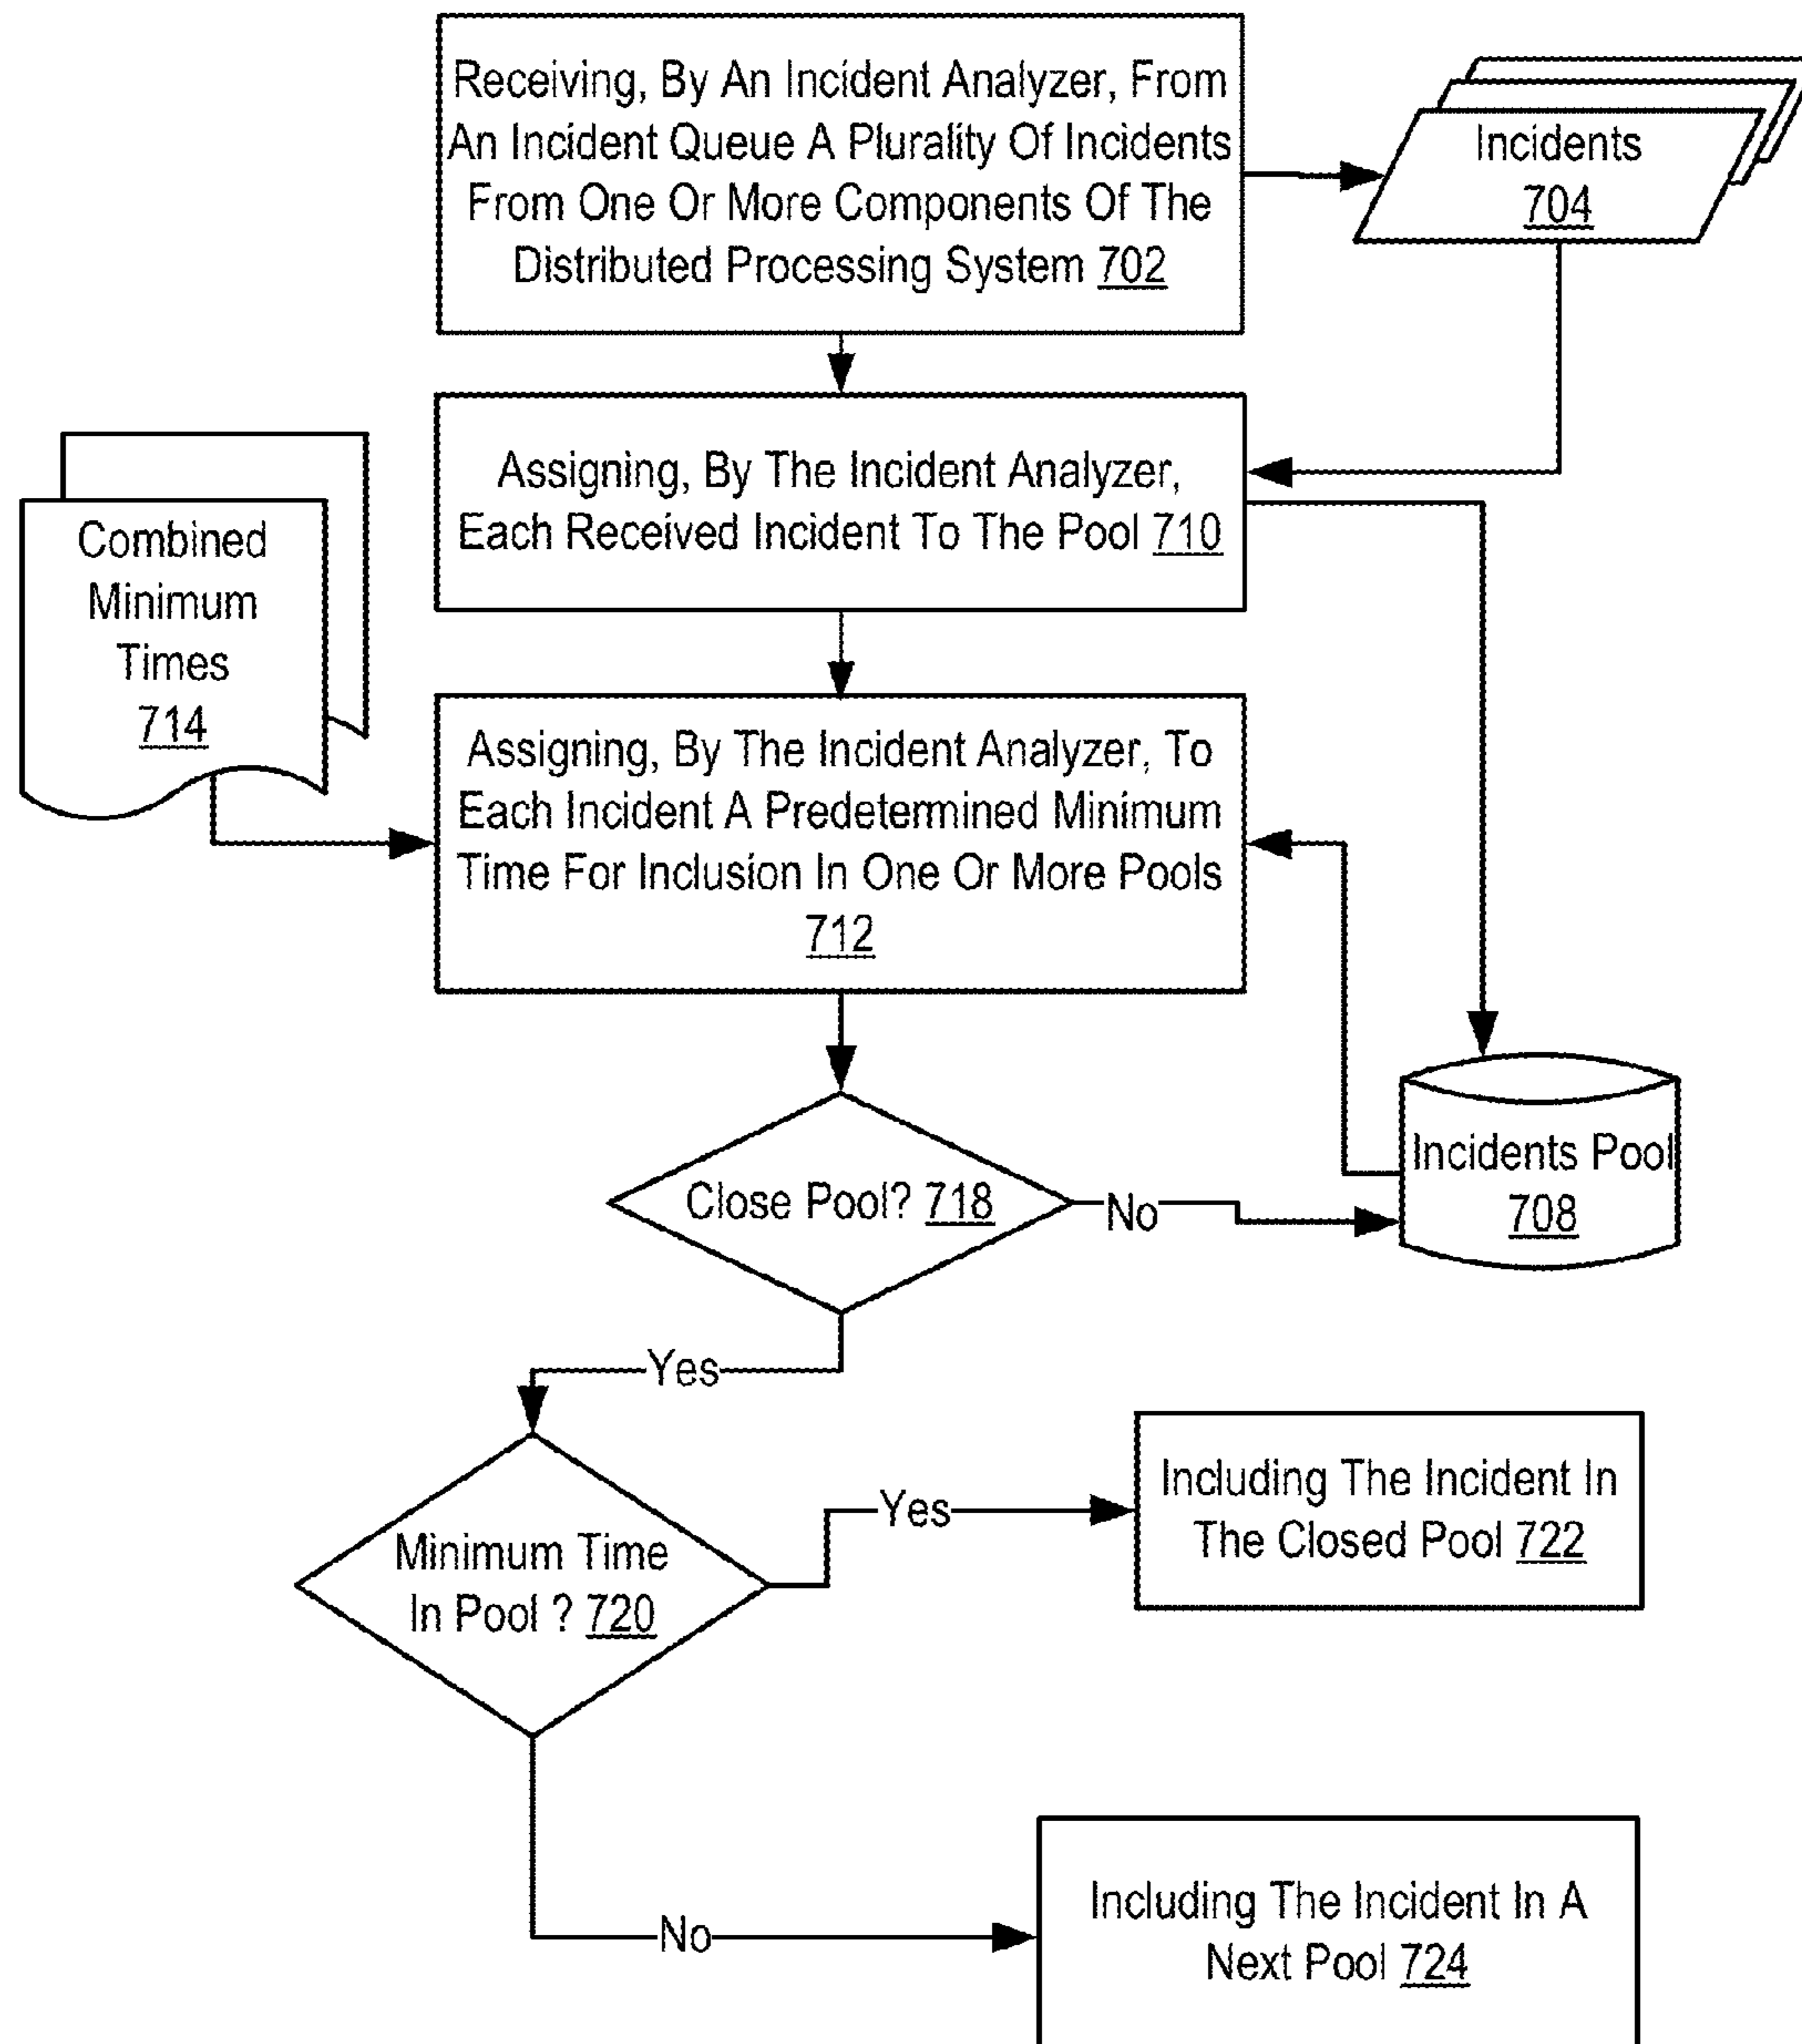 Receiving, By An Incident Analyzer, From
An Incident Queue A Plurality Of Incidents
From One Or More Components Of The
Distributed Processing System 702
Incidents
704
Assigning, By The Incident Analyzer,
Each Received Incident To The Pool 710
Combined
Minimum
Times
714
Assigning, By The Incident Analyzer, To
Each Incident A Predetermined Minimum
Time For Inclusion In One Or More Pools
712
Incidents Pool
708
Close Pool? 718
No
Yes
Minimum Time
In Pool ? 720
Yes
Including The Incident In
The Closed Pool 722
No
Including The Incident In A
Next Pool 724